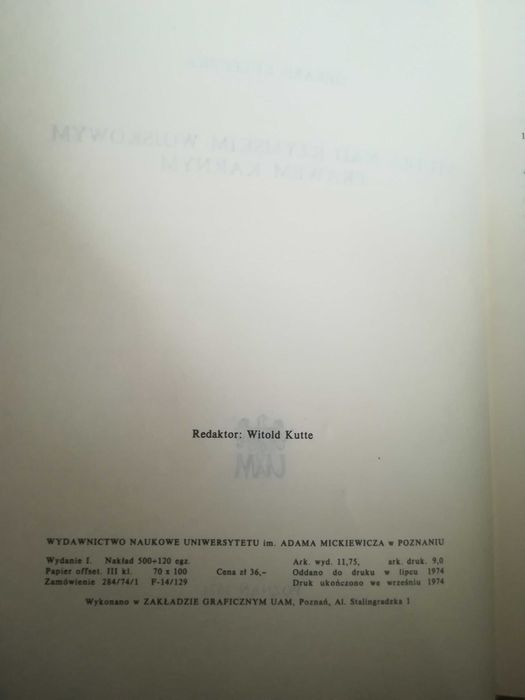 Redaktor: Witold Kutte
WYDAWNICTWO NAUKOWE UNIWERSYTETU im. ADAMA MICKIEWICZA w POZNANIU
Wydanie I. Nakład 500+120 egz. Ark. wyd. 11,75, ark. druk. 9,0
Papier offset. III kl. 70 x 100 Cena zł 36,– Oddano do druku w lipcu 1974
Zamówienie 284/74/1 F-14/129 Druk ukończono we wrześniu 1974
Wykonano w ZAKŁADZIE GRAFICZNYM UAM, Poznań, Al. Stalingradzka 1